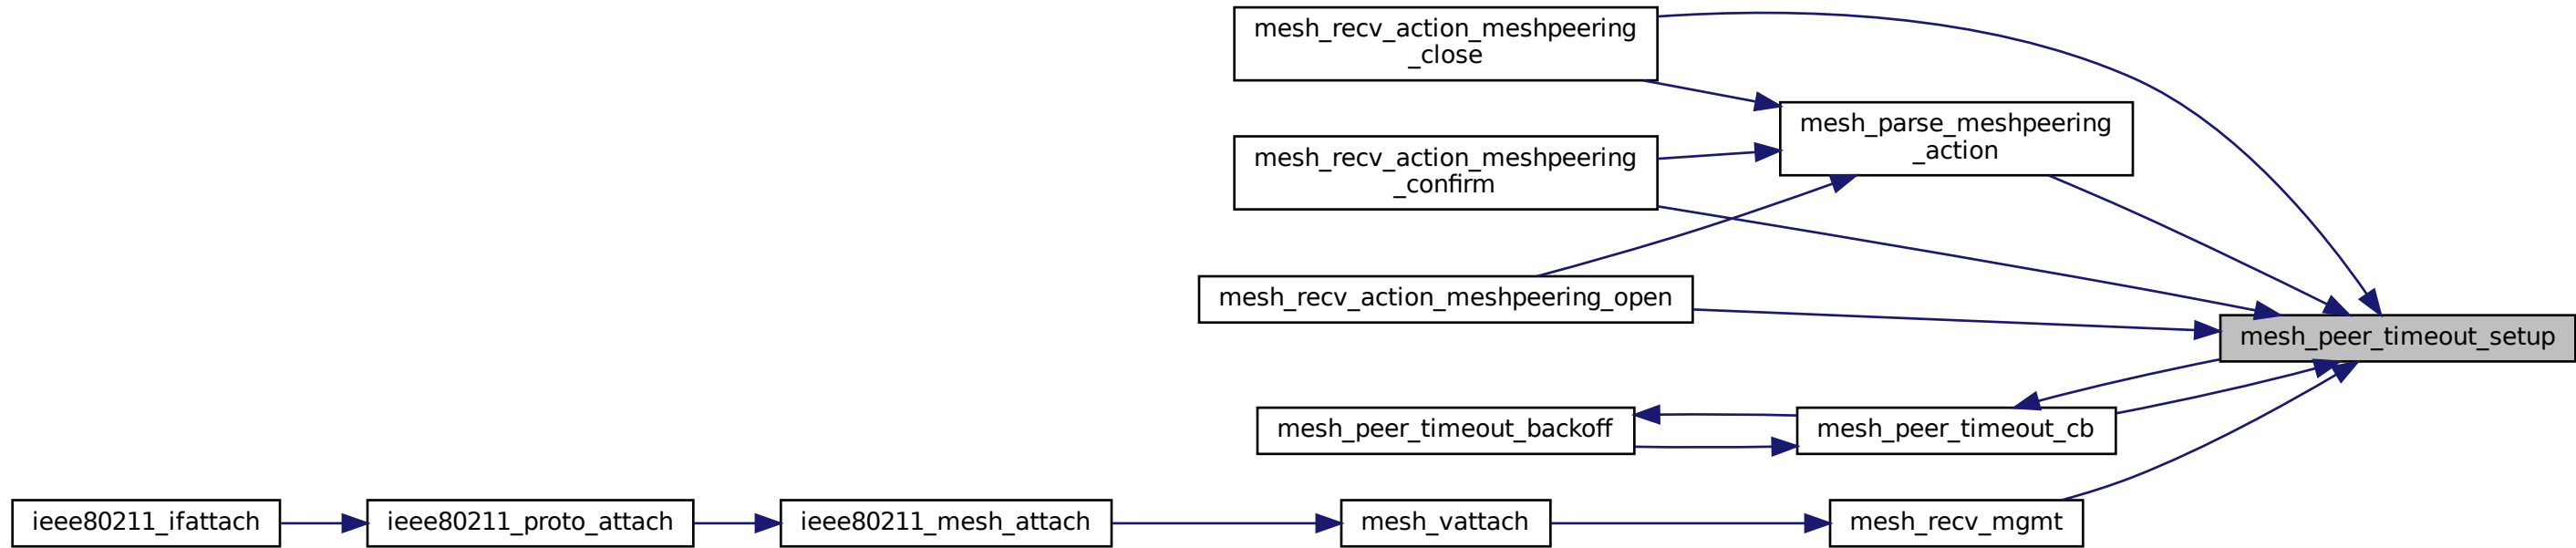 mesh_recv_action_meshpeering
_close
mesh_parse_meshpeering
_action
mesh_recv_action_meshpeering
_confirm
mesh_recv_action_meshpeering_open
mesh_peer_timeout_setup
mesh_peer_timeout_backoff
mesh_peer_timeout_cb
ieee80211_ifattach
ieee80211_proto_attach
ieee80211_mesh_attach
mesh_vattach
mesh_recv_mgmt